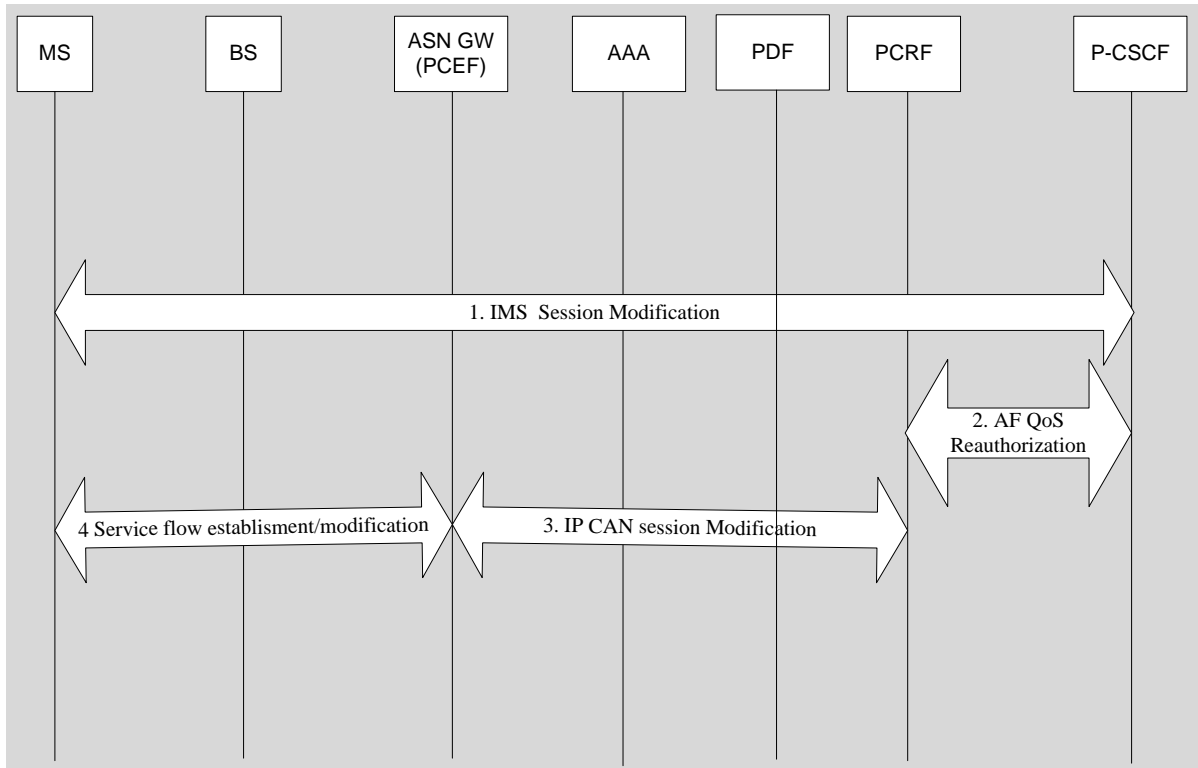 MS
BS
ASN GW
(PCEF)
AAA
PDF
PCRF
P-CSCF
1. IMS Session Modification
2. AF QoS
Reauthorization
4 Service flow establisment/modification
3. IP CAN session Modification